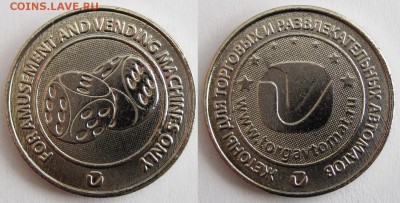 COINS.LAVE.RU
FOR AMUSEMENT AND VENDING MACHINES ONLY
ЖЕТОНЫ ДЛЯ ТОРГОВЫХ И РАЗВЛЕКАТЕЛЬНЫХ АВТОМАТОВ
www.torgavtomat.ru